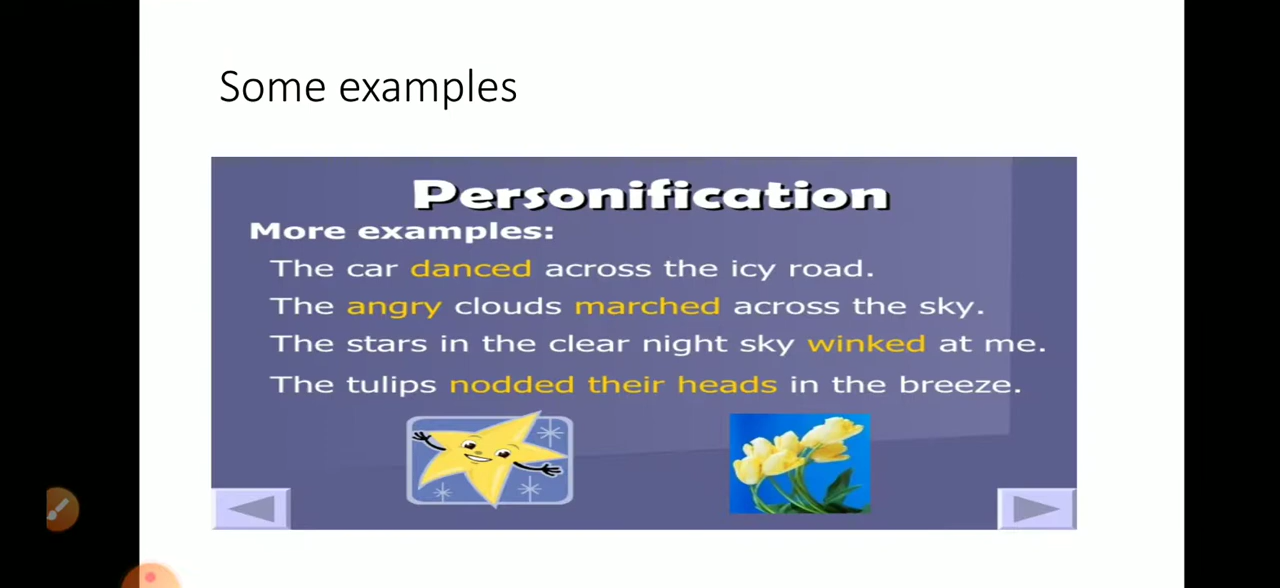 Some examples
Personification
More examples:
The car danced across the icy road.
The angry clouds marched across the sky.
The stars in the clear night sky winked at me.
The tulips nodded their heads in the breeze.